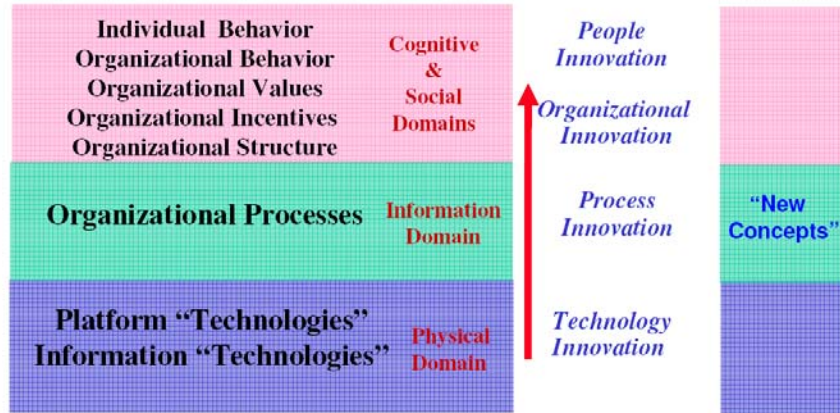 Individual Behavior
Organizational Behavior
Organizational Values
Organizational Incentives
Organizational Structure
Cognitive
&
Social
Domains
People
Innovation
Organizational
Innovation
Organizational Processes
Information
Domain
Process
Innovation
“New
Concepts”
Platform “Technologies”
Information “Technologies”
Physical
Domain
Technology
Innovation